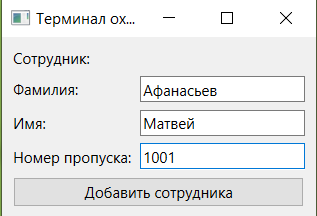 Терминал ох...
Сотрудник:
Фамилия: Афанасьев
Имя: Матвей
Номер пропуска: 1001
Добавить сотрудника